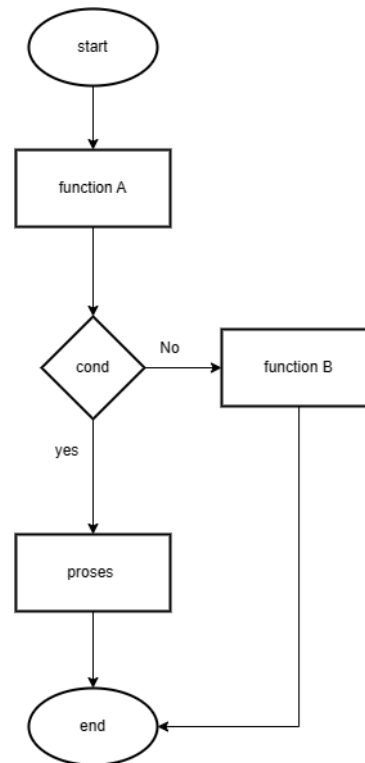 start
function A
cond
No
function B
yes
proses
end